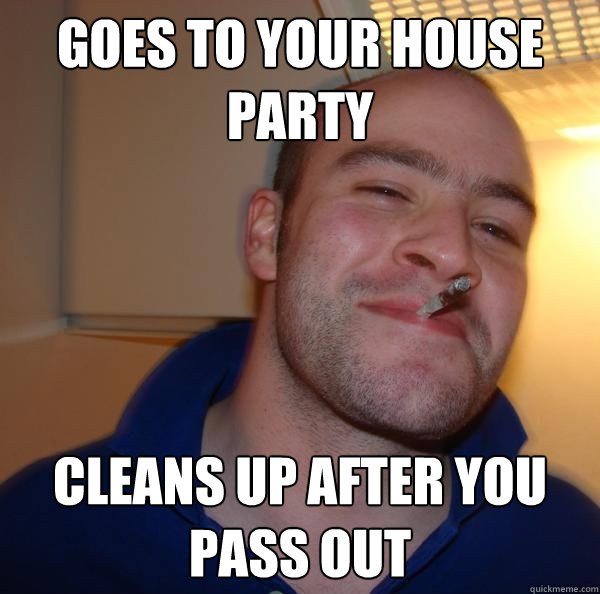 GOES TO YOUR HOUSE
PARTY
CLEANS UP AFTER YOU
PASS OUT
quickmeme.com